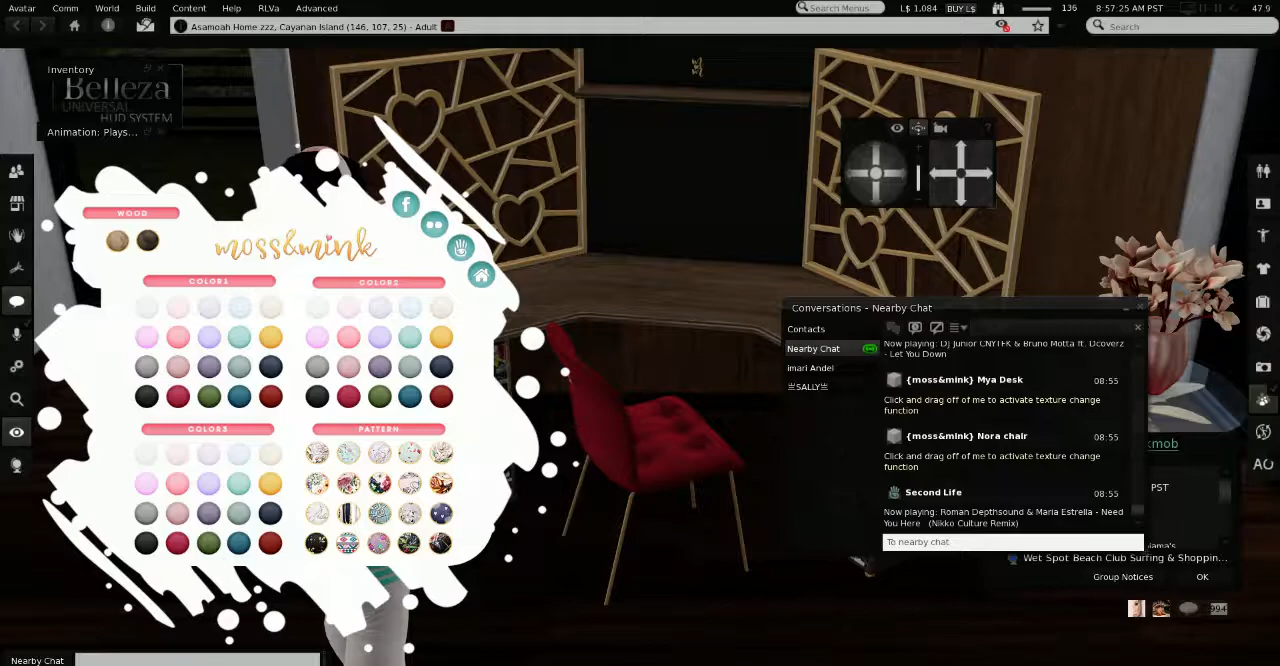 Avatar Comm World Build Content Help RLVa Advanced
Search Menus
L$ 1,084 BUY L$
136
8:57:25 AM PST
47.9
Asamoah Home zzz, Cayanan Island (146, 107, 25) - Adult
Search
Inventory
Belleza
UNIVERSAL
HUD SYSTEM
Animation: Plays...
WOOD
moss&mink
COLOR1
COLOR2
COLOR3
PATTERN
Conversations - Nearby Chat
Contacts
Nearby Chat
imari Andel
SALLY
Now playing: DJ Junior CNYTFK & Bruno Motta ft. Dcoverz
- Let You Down
{moss&mink} Mya Desk 08:55
Click and drag off of me to activate texture change
function
{moss&mink} Nora chair 08:55
Click and drag off of me to activate texture change
function
Second Life 08:55
Now playing: Roman Depthsound & Maria Estrella - Need
You Here (Nikko Culture Remix)
To nearby chat
kmob
AO
PST
Wet Spot Beach Club Surfing & Shoppin...
Group Notices OK
994
Nearby Chat